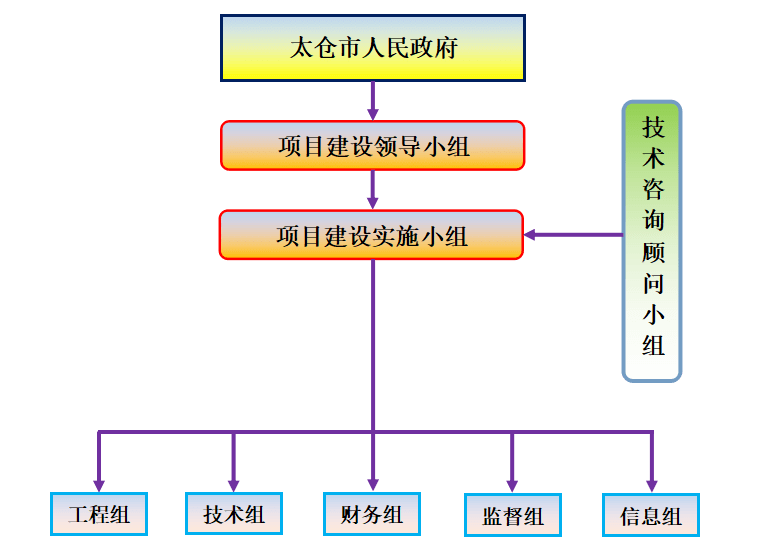 太仓市人民政府
项目建设领导小组
项目建设实施小组
技术咨询顾问小组
工程组
技术组
财务组
监督组
信息组